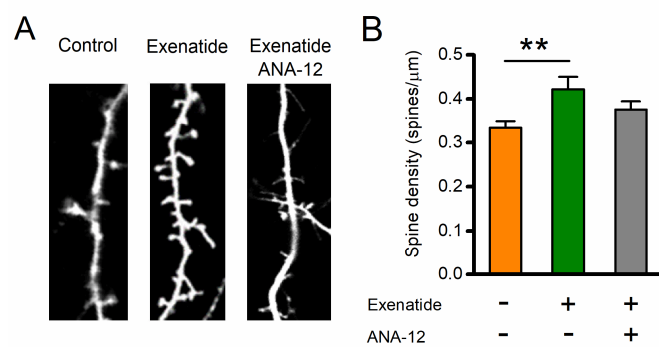 A
Control
Exenatide
Exenatide
ANA-12
B
**
Spine density (spines/μm)
0.5
0.4
0.3
0.2
0.1
0.0
Exenatide - + +
ANA-12 - - +